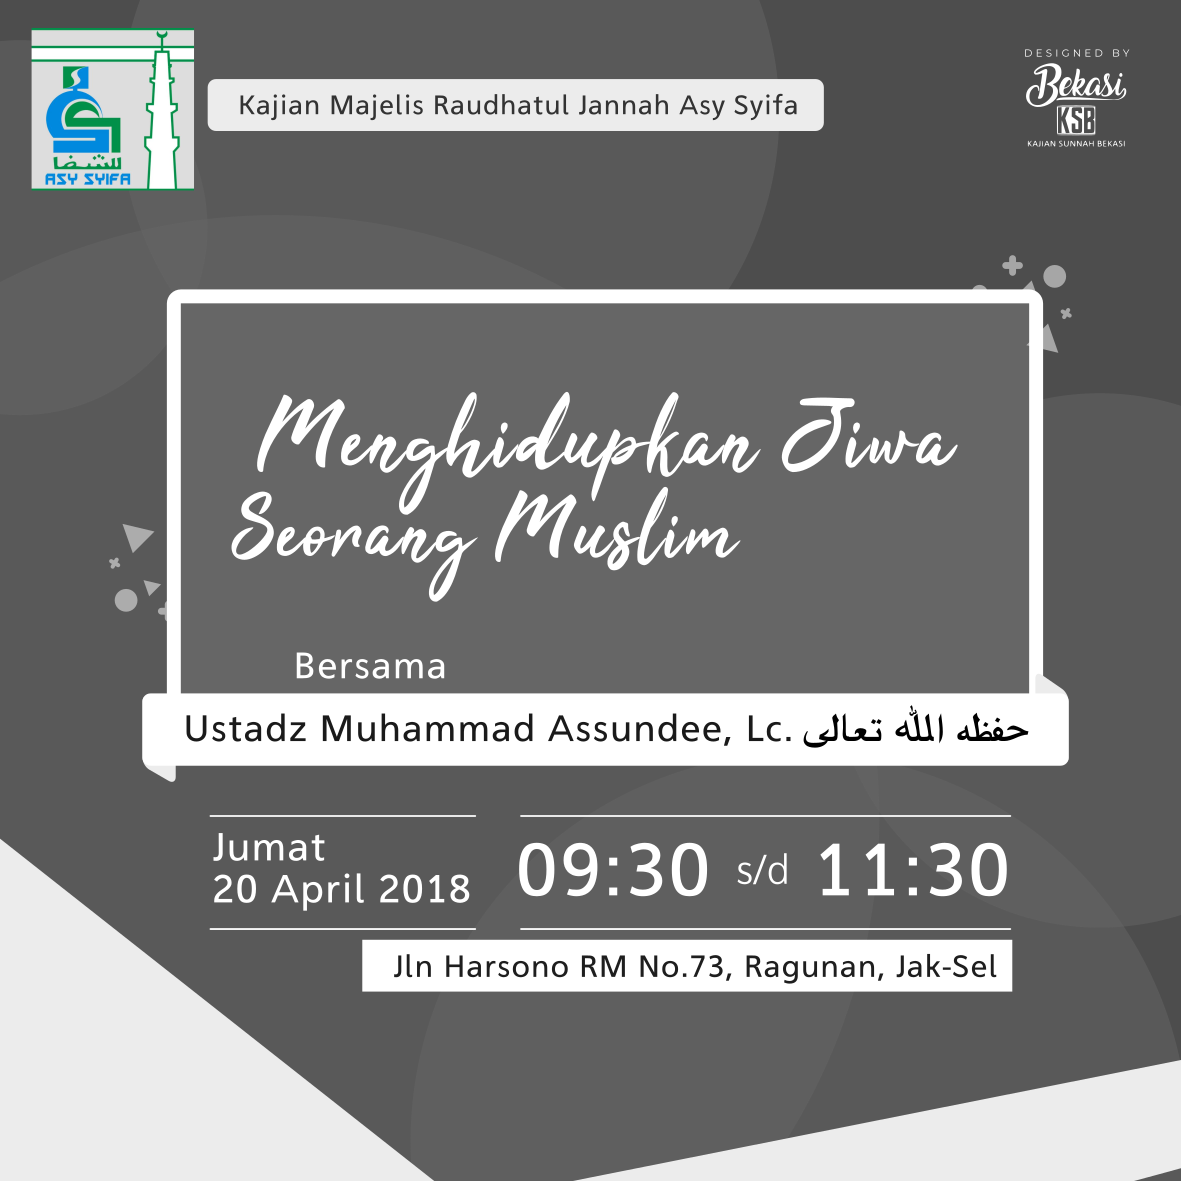 للشفا
ASY SYIFA
Kajian Majelis Raudhatul Jannah Asy Syifa
DESIGNED BY
Bekasi
KSB
KAJIAN SUNNAH BEKASI
Menghidupkan Jiwa
Seorang Muslim
Bersama
Ustadz Muhammad Assundee, Lc. حفظه الله تعالى
Jumat
20 April 2018
09:30 s/d 11:30
Jln Harsono RM No.73, Ragunan, Jak-Sel